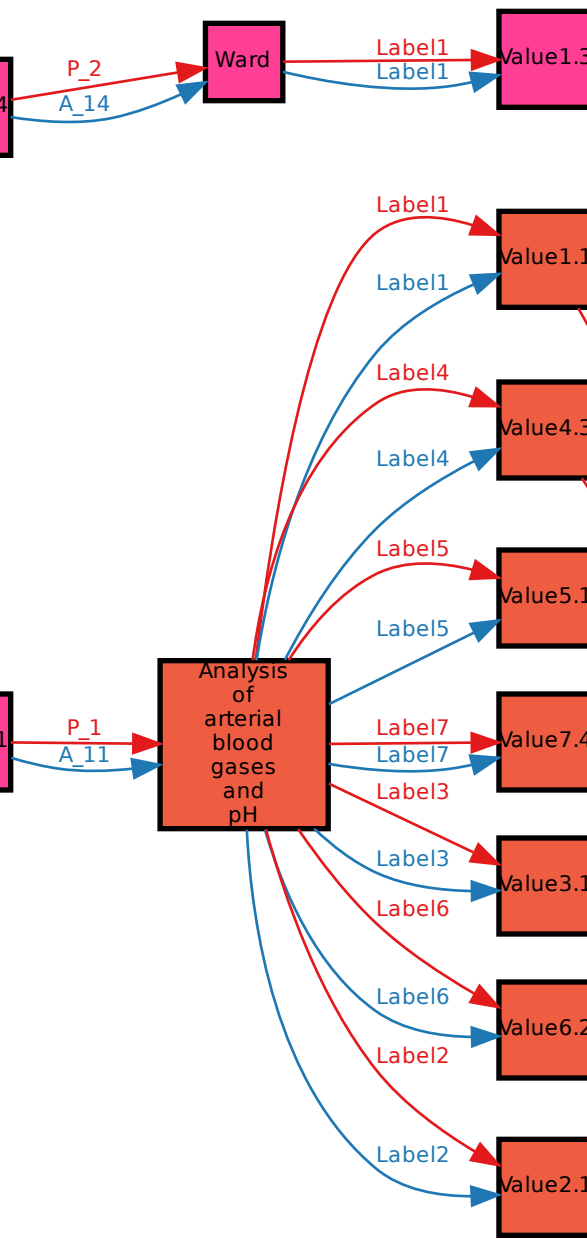 P_2
A_14
4
Ward
Label1
Label1
Value1.3
Label1
Label1
Value1.1
Label4
Label4
Value4.3
Label5
Label5
Value5.1
1
P_1
A_11
Analysis
of
arterial
blood
gases
and
pH
Label7
Label7
Value7.4
Label3
Label3
Value3.1
Label6
Label6
Value6.2
Label2
Label2
Value2.1